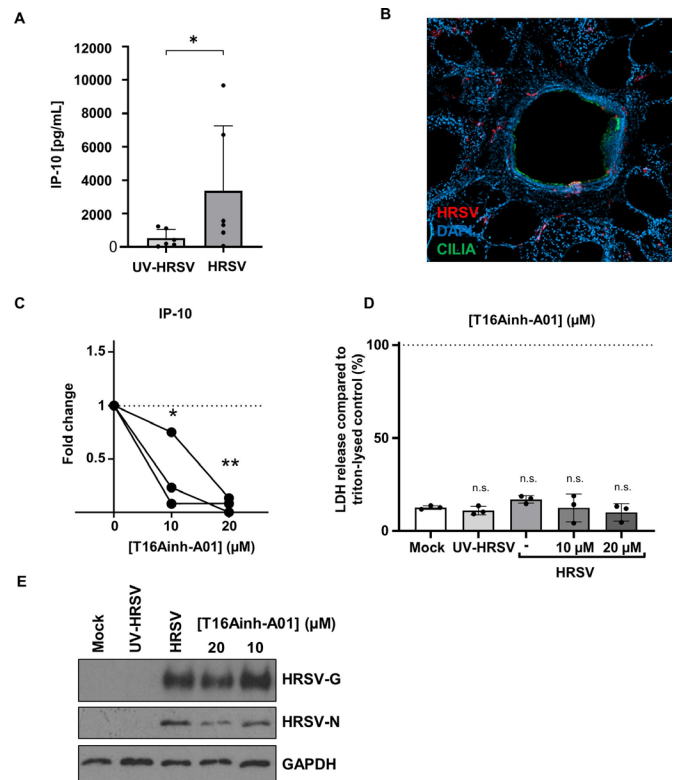 A
*
IP-10 [pg/mL]
12000
10000
8000
6000
4000
2000
0
UV-HRSV
HRSV
B
HRSV
DAPI
CILIA
C
IP-10
Fold change
1.5
1
0.5
*
**
0
10
20
[T16Ainh-A01] (μM)
D
[T16Ainh-A01] (μM)
LDH release compared to
triton-lysed control (%)
100
50
0
n.s.
n.s.
n.s.
n.s.
Mock
UV-HRSV
-
10 μM
20 μM
HRSV
E
Mock
UV-HRSV
HRSV
[T16Ainh-A01] (μM)
20
10
HRSV-G
HRSV-N
GAPDH